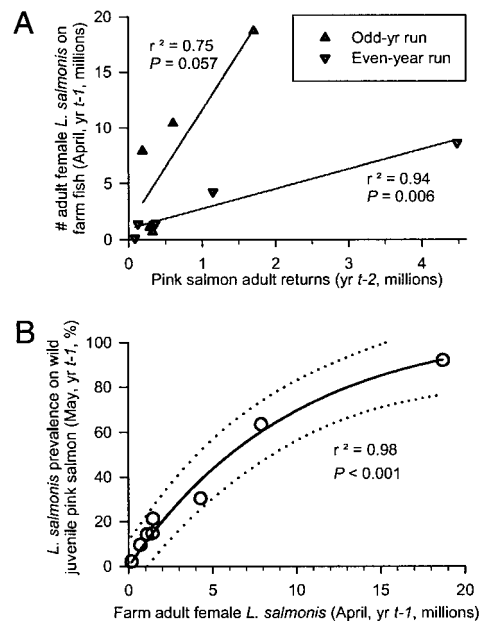 A
# adult female L. salmonis on
farm fish (April, yr t-1, millions)
20
15
10
5
0
r² = 0.75
P = 0.057
Odd-yr run
Even-year run
r² = 0.94
P = 0.006
0 1 2 3 4
Pink salmon adult returns (yr t-2, millions)
B
L. salmonis prevalence on wild
juvenile pink salmon (May, yr t-1, %)
100
80
60
40
20
0
r² = 0.98
P < 0.001
0 5 10 15 20
Farm adult female L. salmonis (April, yr t-1, millions)